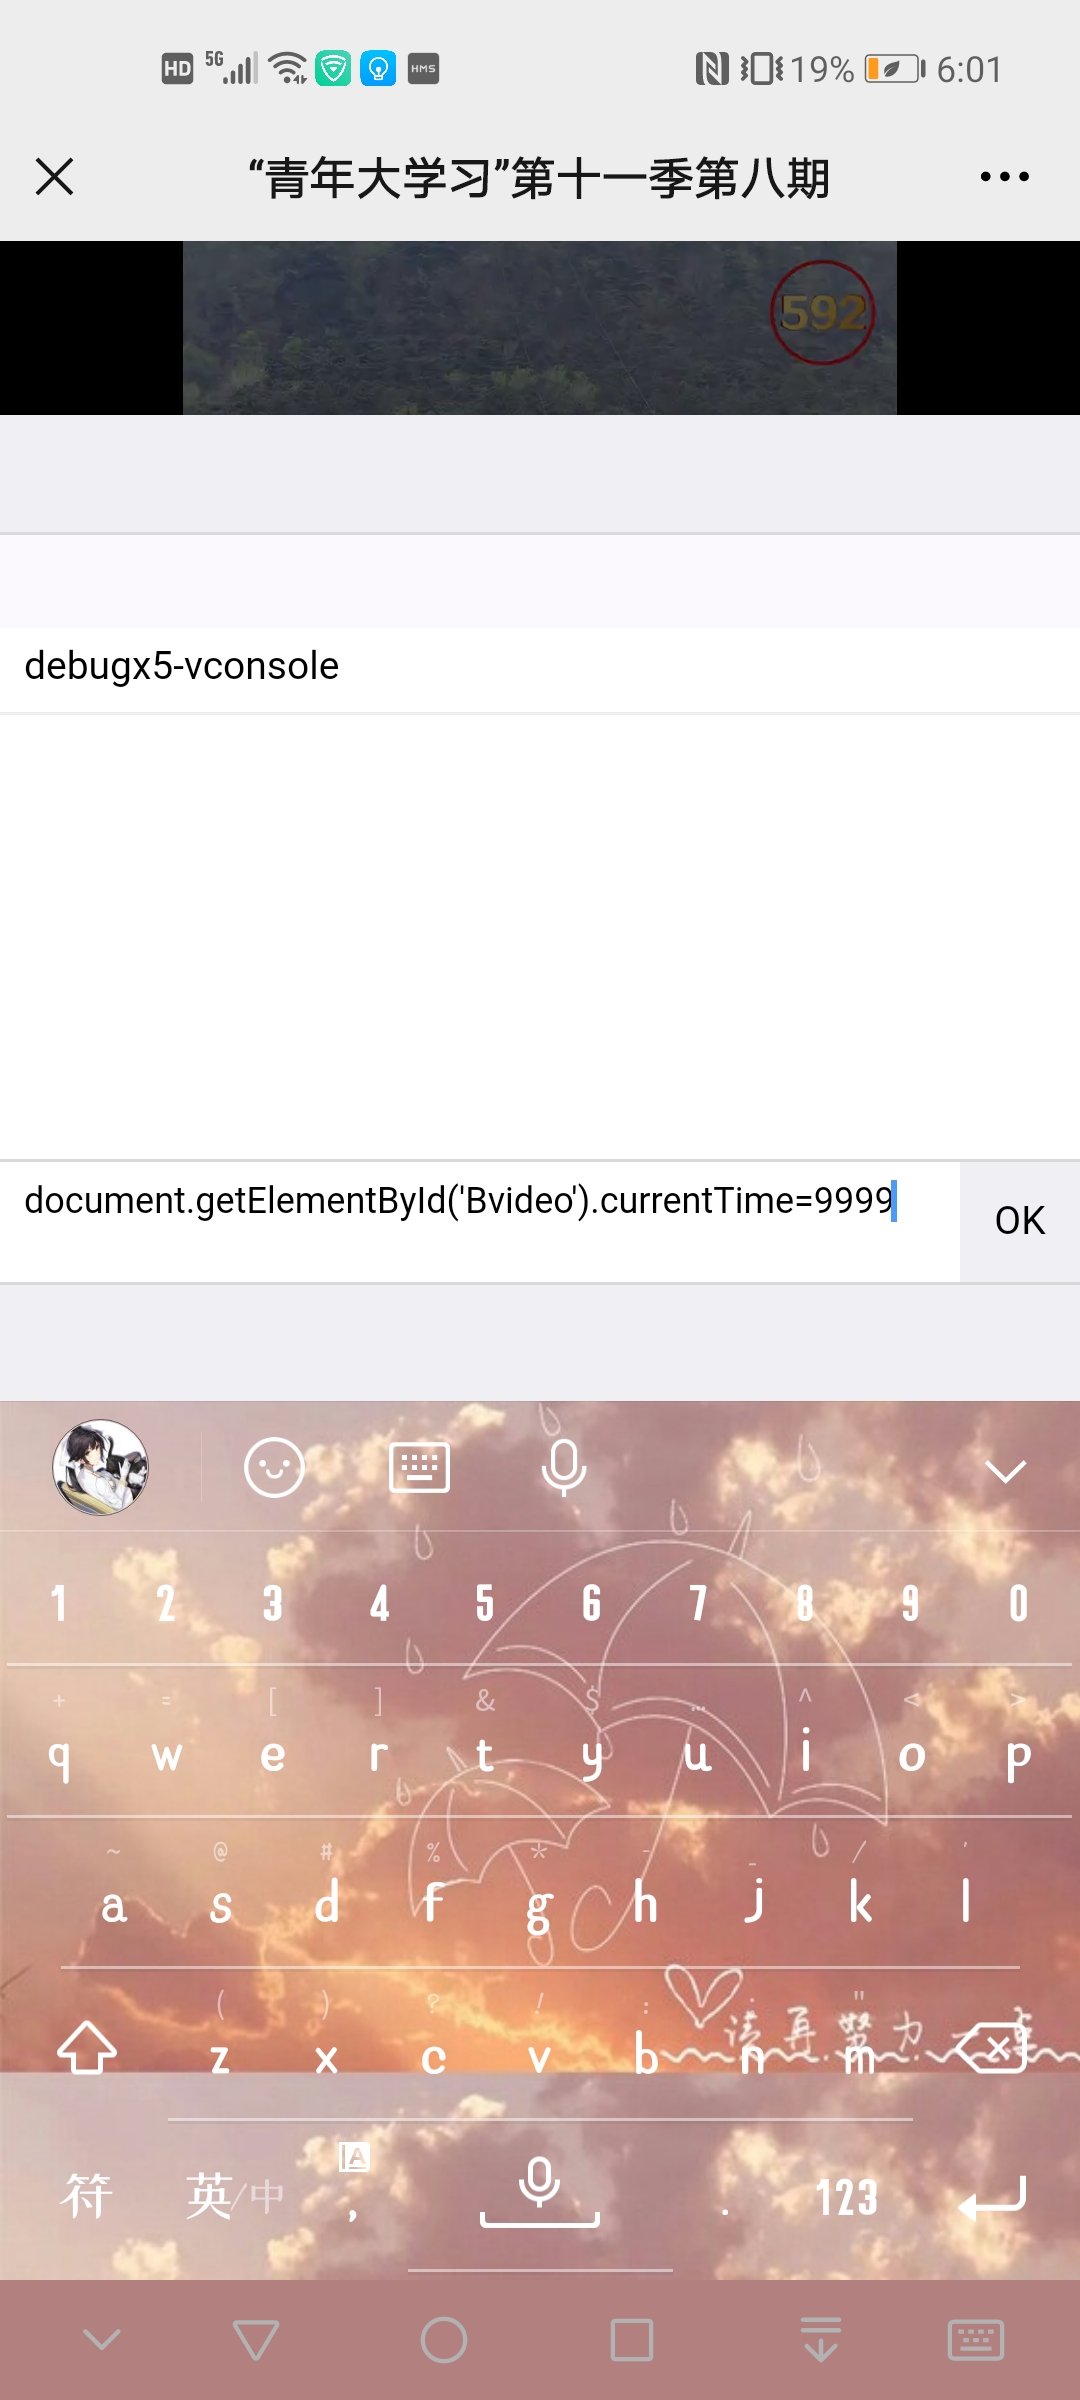 HD 5G HMS 19% 6:01
“青年大学习”第十一季第八期
592
debugx5-vconsole
document.getElementById('Bvideo').currentTime=9999
OK
1 2 3 4 5 6 7 8 9 0
+ = [ ] & $ … ^ < >
q w e r t y u i o p
~ @ # % * - _ / '
a s d f g h j k l
( ) ? ! : "
z x c v b n m
请再努力
符 英/中 A , . 123